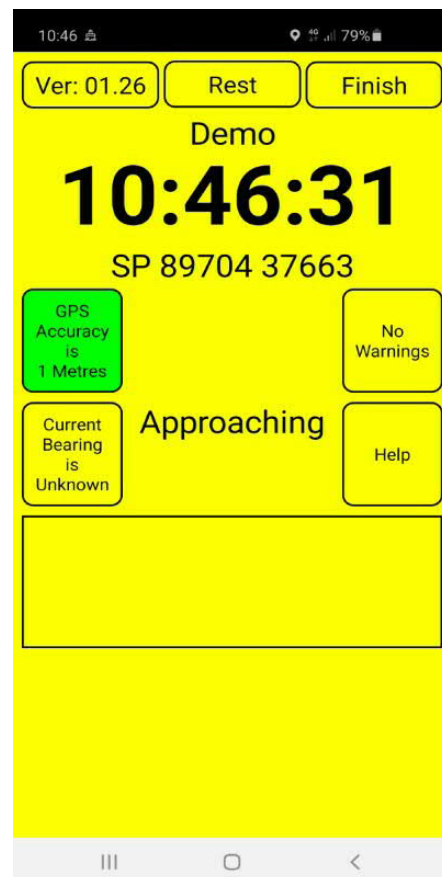 10:46 4G 79%
Ver: 01.26 Rest Finish
Demo
10:46:31
SP 89704 37663
GPS
Accuracy
is
1 Metres
No
Warnings
Current
Bearing
is
Unknown
Approaching
Help